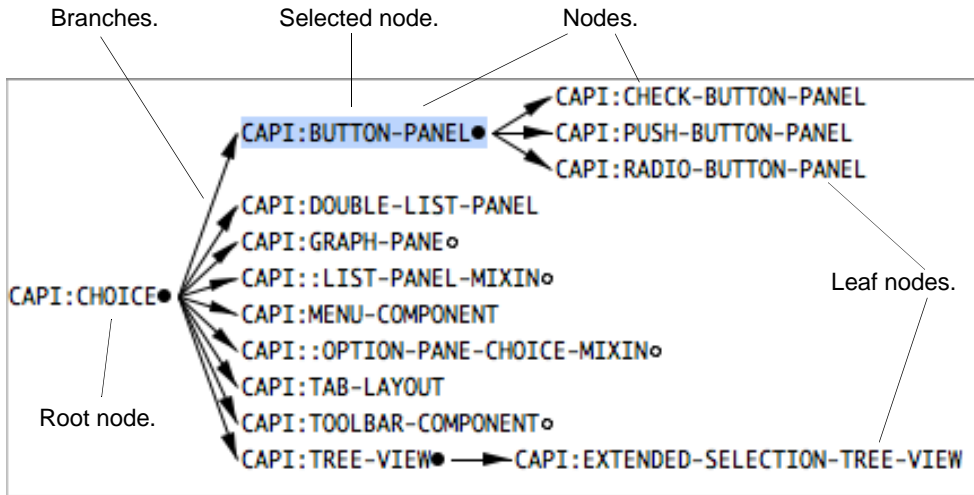 Branches.
Selected node.
Nodes.
CAPI:CHECK-BUTTON-PANEL
CAPI:BUTTON-PANEL
CAPI:PUSH-BUTTON-PANEL
CAPI:RADIO-BUTTON-PANEL
CAPI:DOUBLE-LIST-PANEL
CAPI:GRAPH-PANE
CAPI::LIST-PANEL-MIXIN
Leaf nodes.
CAPI:CHOICE
CAPI:MENU-COMPONENT
CAPI::OPTION-PANE-CHOICE-MIXIN
CAPI:TAB-LAYOUT
Root node.
CAPI:TOOLBAR-COMPONENT
CAPI:TREE-VIEW
CAPI:EXTENDED-SELECTION-TREE-VIEW